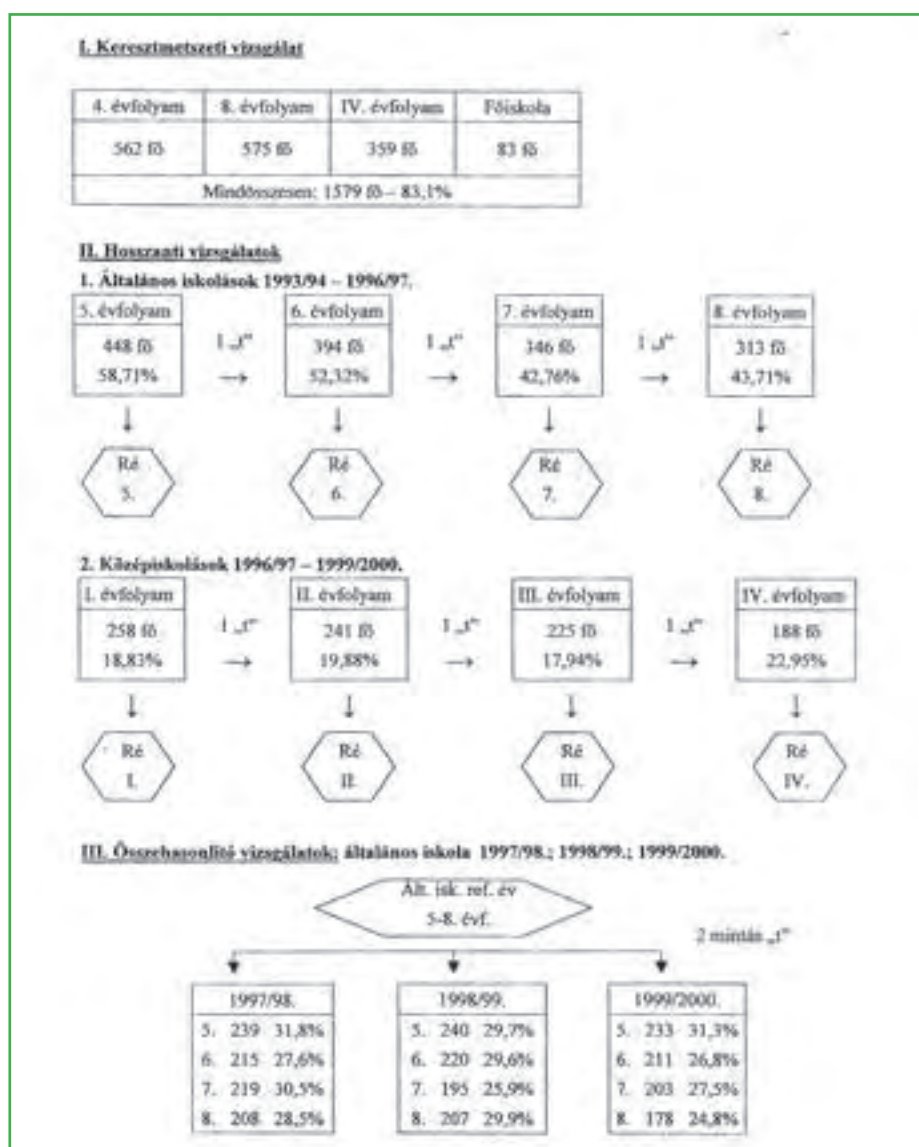 I. Keresztmetszeti vizsgálat
4. évfolyam 8. évfolyam IV. évfolyam Főiskola
562 fő 575 fő 359 fő 83 fő
Mindösszesen: 1579 fő – 83,1%
II. Hosszanti vizsgálatok
1. Általános iskolások 1993/94 – 1996/97.
5. évfolyam 6. évfolyam 7. évfolyam 8. évfolyam
448 fő 1 „t” 394 fő 1 „t” 346 fő 1 „t” 313 fő
58,71% → 52,32% → 42,76% → 43,71%
↓ ↓ ↓ ↓
Ré Ré Ré Ré
5. 6. 7. 8.
2. Középiskolások 1996/97 – 1999/2000.
I. évfolyam II. évfolyam III. évfolyam IV. évfolyam
258 fő 1 „t” 241 fő 1 „t” 225 fő 1 „t” 188 fő
18,83% → 19,88% → 17,94% → 22,95%
↓ ↓ ↓ ↓
Ré Ré Ré Ré
I. II. III. IV.
III. Összehasonlító vizsgálatok: általános iskola 1997/98.; 1998/99.; 1999/2000.
Ált. isk. ref. év
5-8. évf.
2 mintás „t”
1997/98. 1998/99. 1999/2000.
5. 239 31,8% 5. 240 29,7% 5. 233 31,3%
6. 215 27,6% 6. 220 29,6% 6. 211 26,8%
7. 219 30,5% 7. 195 25,9% 7. 203 27,5%
8. 208 28,5% 8. 207 29,9% 8. 178 24,8%